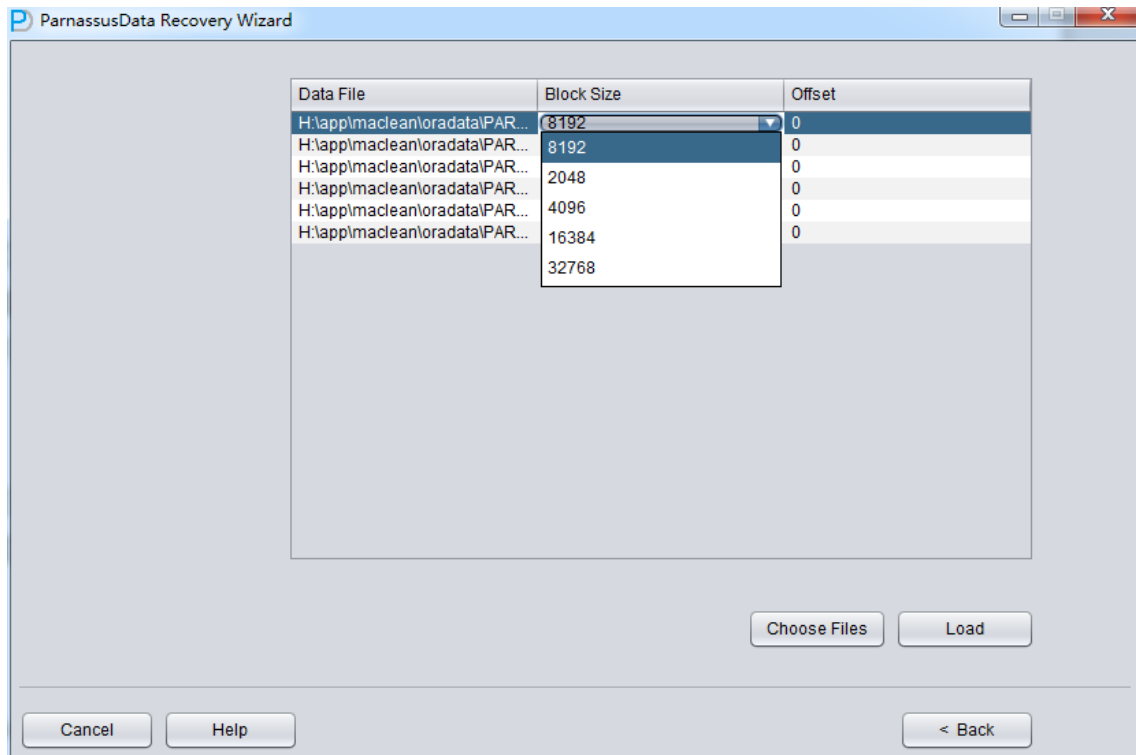 ParnassusData Recovery Wizard
Data File Block Size Offset
H:\app\maclean\oradata\PAR... 8192 0
H:\app\maclean\oradata\PAR... 8192 0
H:\app\maclean\oradata\PAR... 2048 0
H:\app\maclean\oradata\PAR... 4096 0
H:\app\maclean\oradata\PAR... 16384 0
H:\app\maclean\oradata\PAR... 32768 0
Choose Files Load
Cancel Help < Back